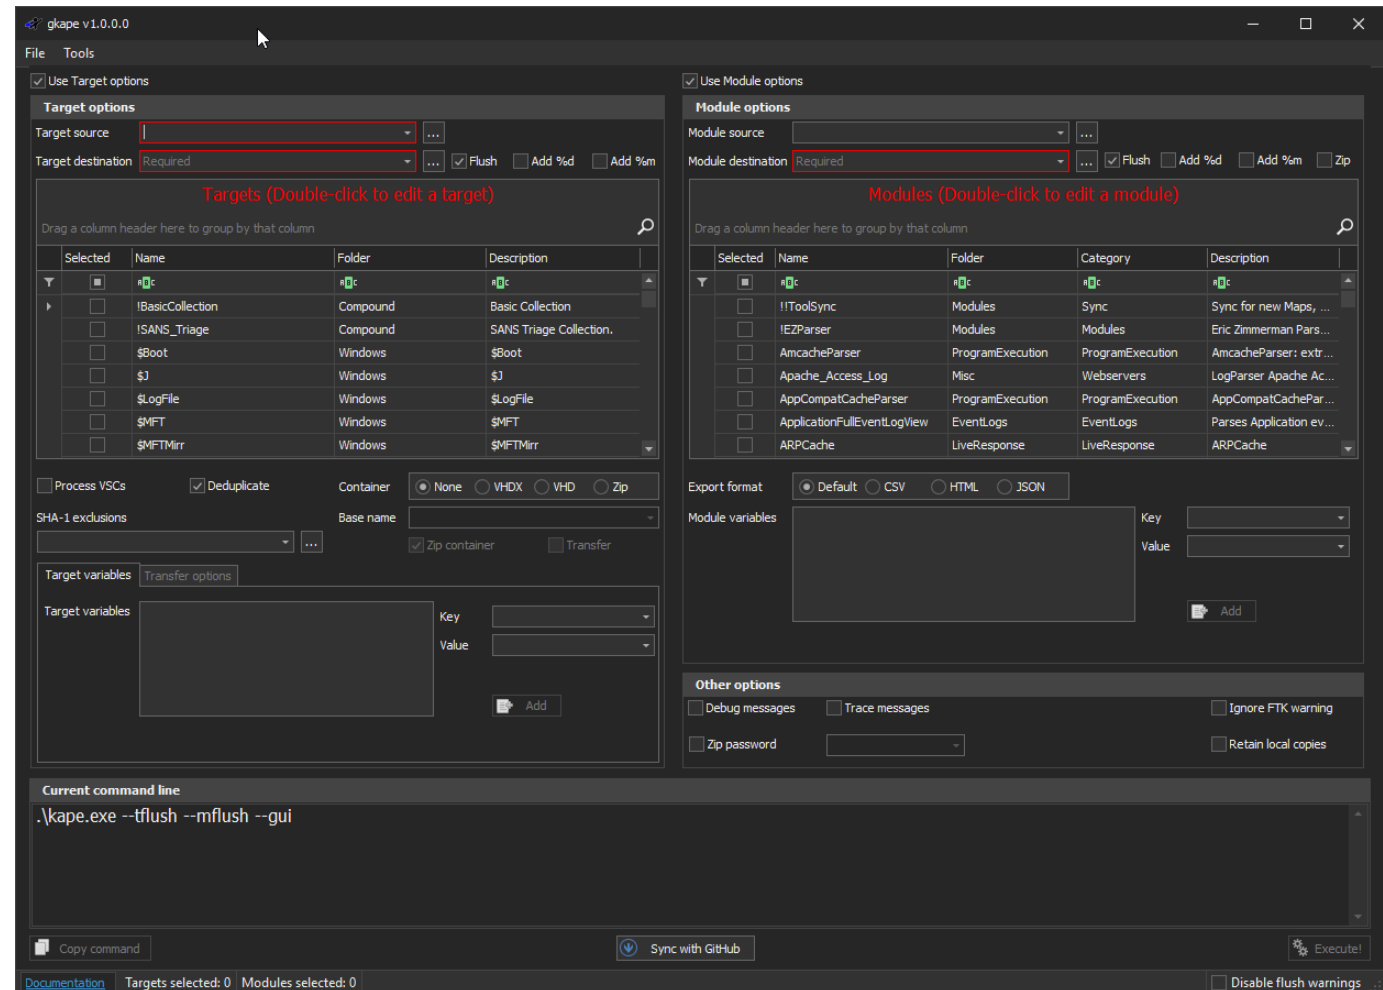 gkape v1.0.0.0
File Tools
Use Target options
Target options
Target source
...
Target destination Required ... Flush Add %d Add %m
Targets (Double-click to edit a target)
Drag a column header here to group by that column
Selected Name Folder Description
!BasicCollection Compound Basic Collection
!SANS_Triage Compound SANS Triage Collection.
$Boot Windows $Boot
$J Windows $J
$LogFile Windows $LogFile
$MFT Windows $MFT
$MFTMirr Windows $MFTMirr
Process VSCs Deduplicate Container None VHDX VHD Zip
SHA-1 exclusions Base name
... Zip container Transfer
Target variables Transfer options
Target variables Key
Value
Add
Use Module options
Module options
Module source ...
Module destination Required ... Flush Add %d Add %m Zip
Modules (Double-click to edit a module)
Drag a column header here to group by that column
Selected Name Folder Category Description
!!ToolSync Modules Sync Sync for new Maps, ...
!EZParser Modules Modules Eric Zimmerman Pars...
AmcacheParser ProgramExecution ProgramExecution AmcacheParser: extr...
Apache_Access_Log Misc Webservers LogParser Apache Ac...
AppCompatCacheParser ProgramExecution ProgramExecution AppCompatCachePar...
ApplicationFullEventLogView EventLogs EventLogs Parses Application ev...
ARPCache LiveResponse LiveResponse ARPCache
Export format Default CSV HTML JSON
Module variables Key
Value
Add
Other options
Debug messages Trace messages Ignore FTK warning
Zip password Retain local copies
Current command line
.\kape.exe --tflush --mflush --gui
Copy command Sync with GitHub Execute!
Documentation Targets selected: 0 Modules selected: 0 Disable flush warnings